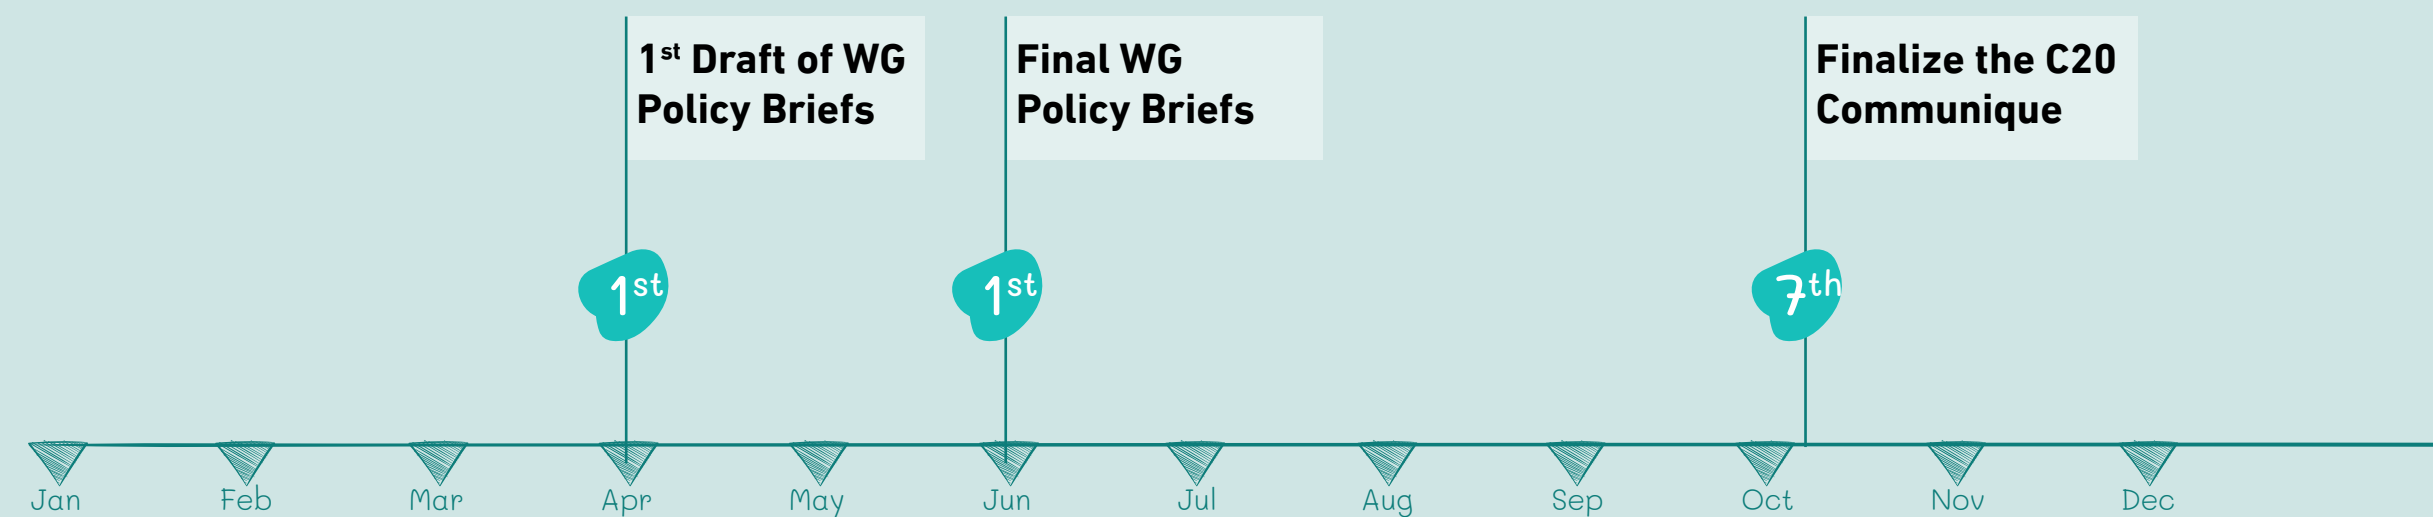 1st Draft of WG
Policy Briefs
Final WG
Policy Briefs
Finalize the C20
Communique
1st
1st
7th
Jan
Feb
Mar
Apr
May
Jun
Jul
Aug
Sep
Oct
Nov
Dec